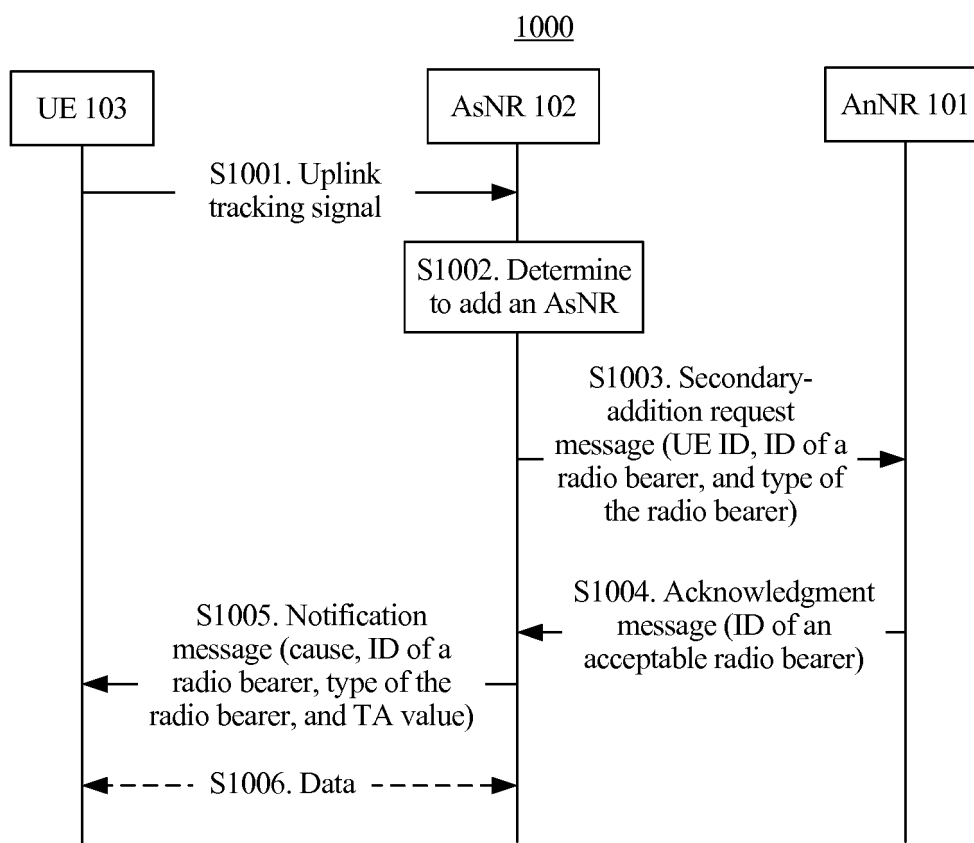 1000
UE 103
AsNR 102
AnNR 101
S1001. Uplink
tracking signal
S1002. Determine
to add an AsNR
S1003. Secondary-
addition request
message (UE ID, ID of a
radio bearer, and type of
the radio bearer)
S1004. Acknowledgment
message (ID of an
acceptable radio bearer)
S1005. Notification
message (cause, ID of a
radio bearer, type of the
radio bearer, and TA value)
S1006. Data